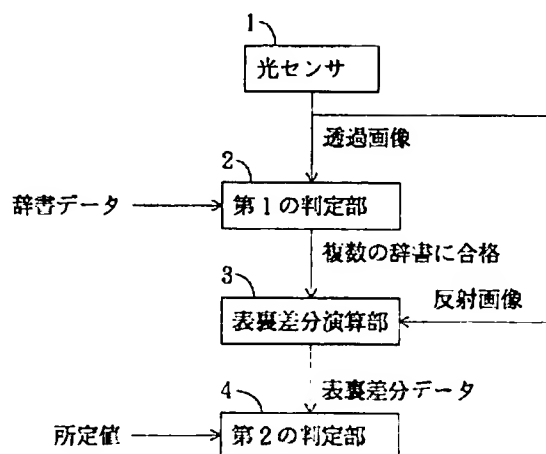 1
光センサ
透過画像
2
辞書データ
第1の判定部
複数の辞書に合格
3
反射画像
表裏差分演算部
表裏差分データ
4
所定値
第2の判定部